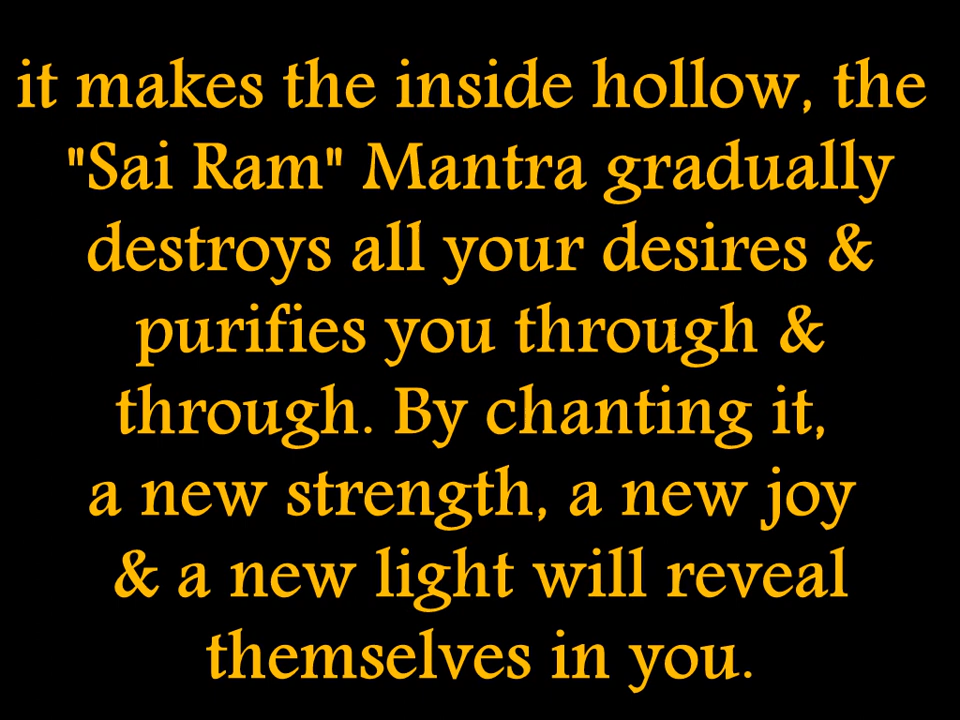 it makes the inside hollow, the
"Sai Ram" Mantra gradually
destroys all your desires &
purifies you through &
through. By chanting it,
a new strength, a new joy
& a new light will reveal
themselves in you.